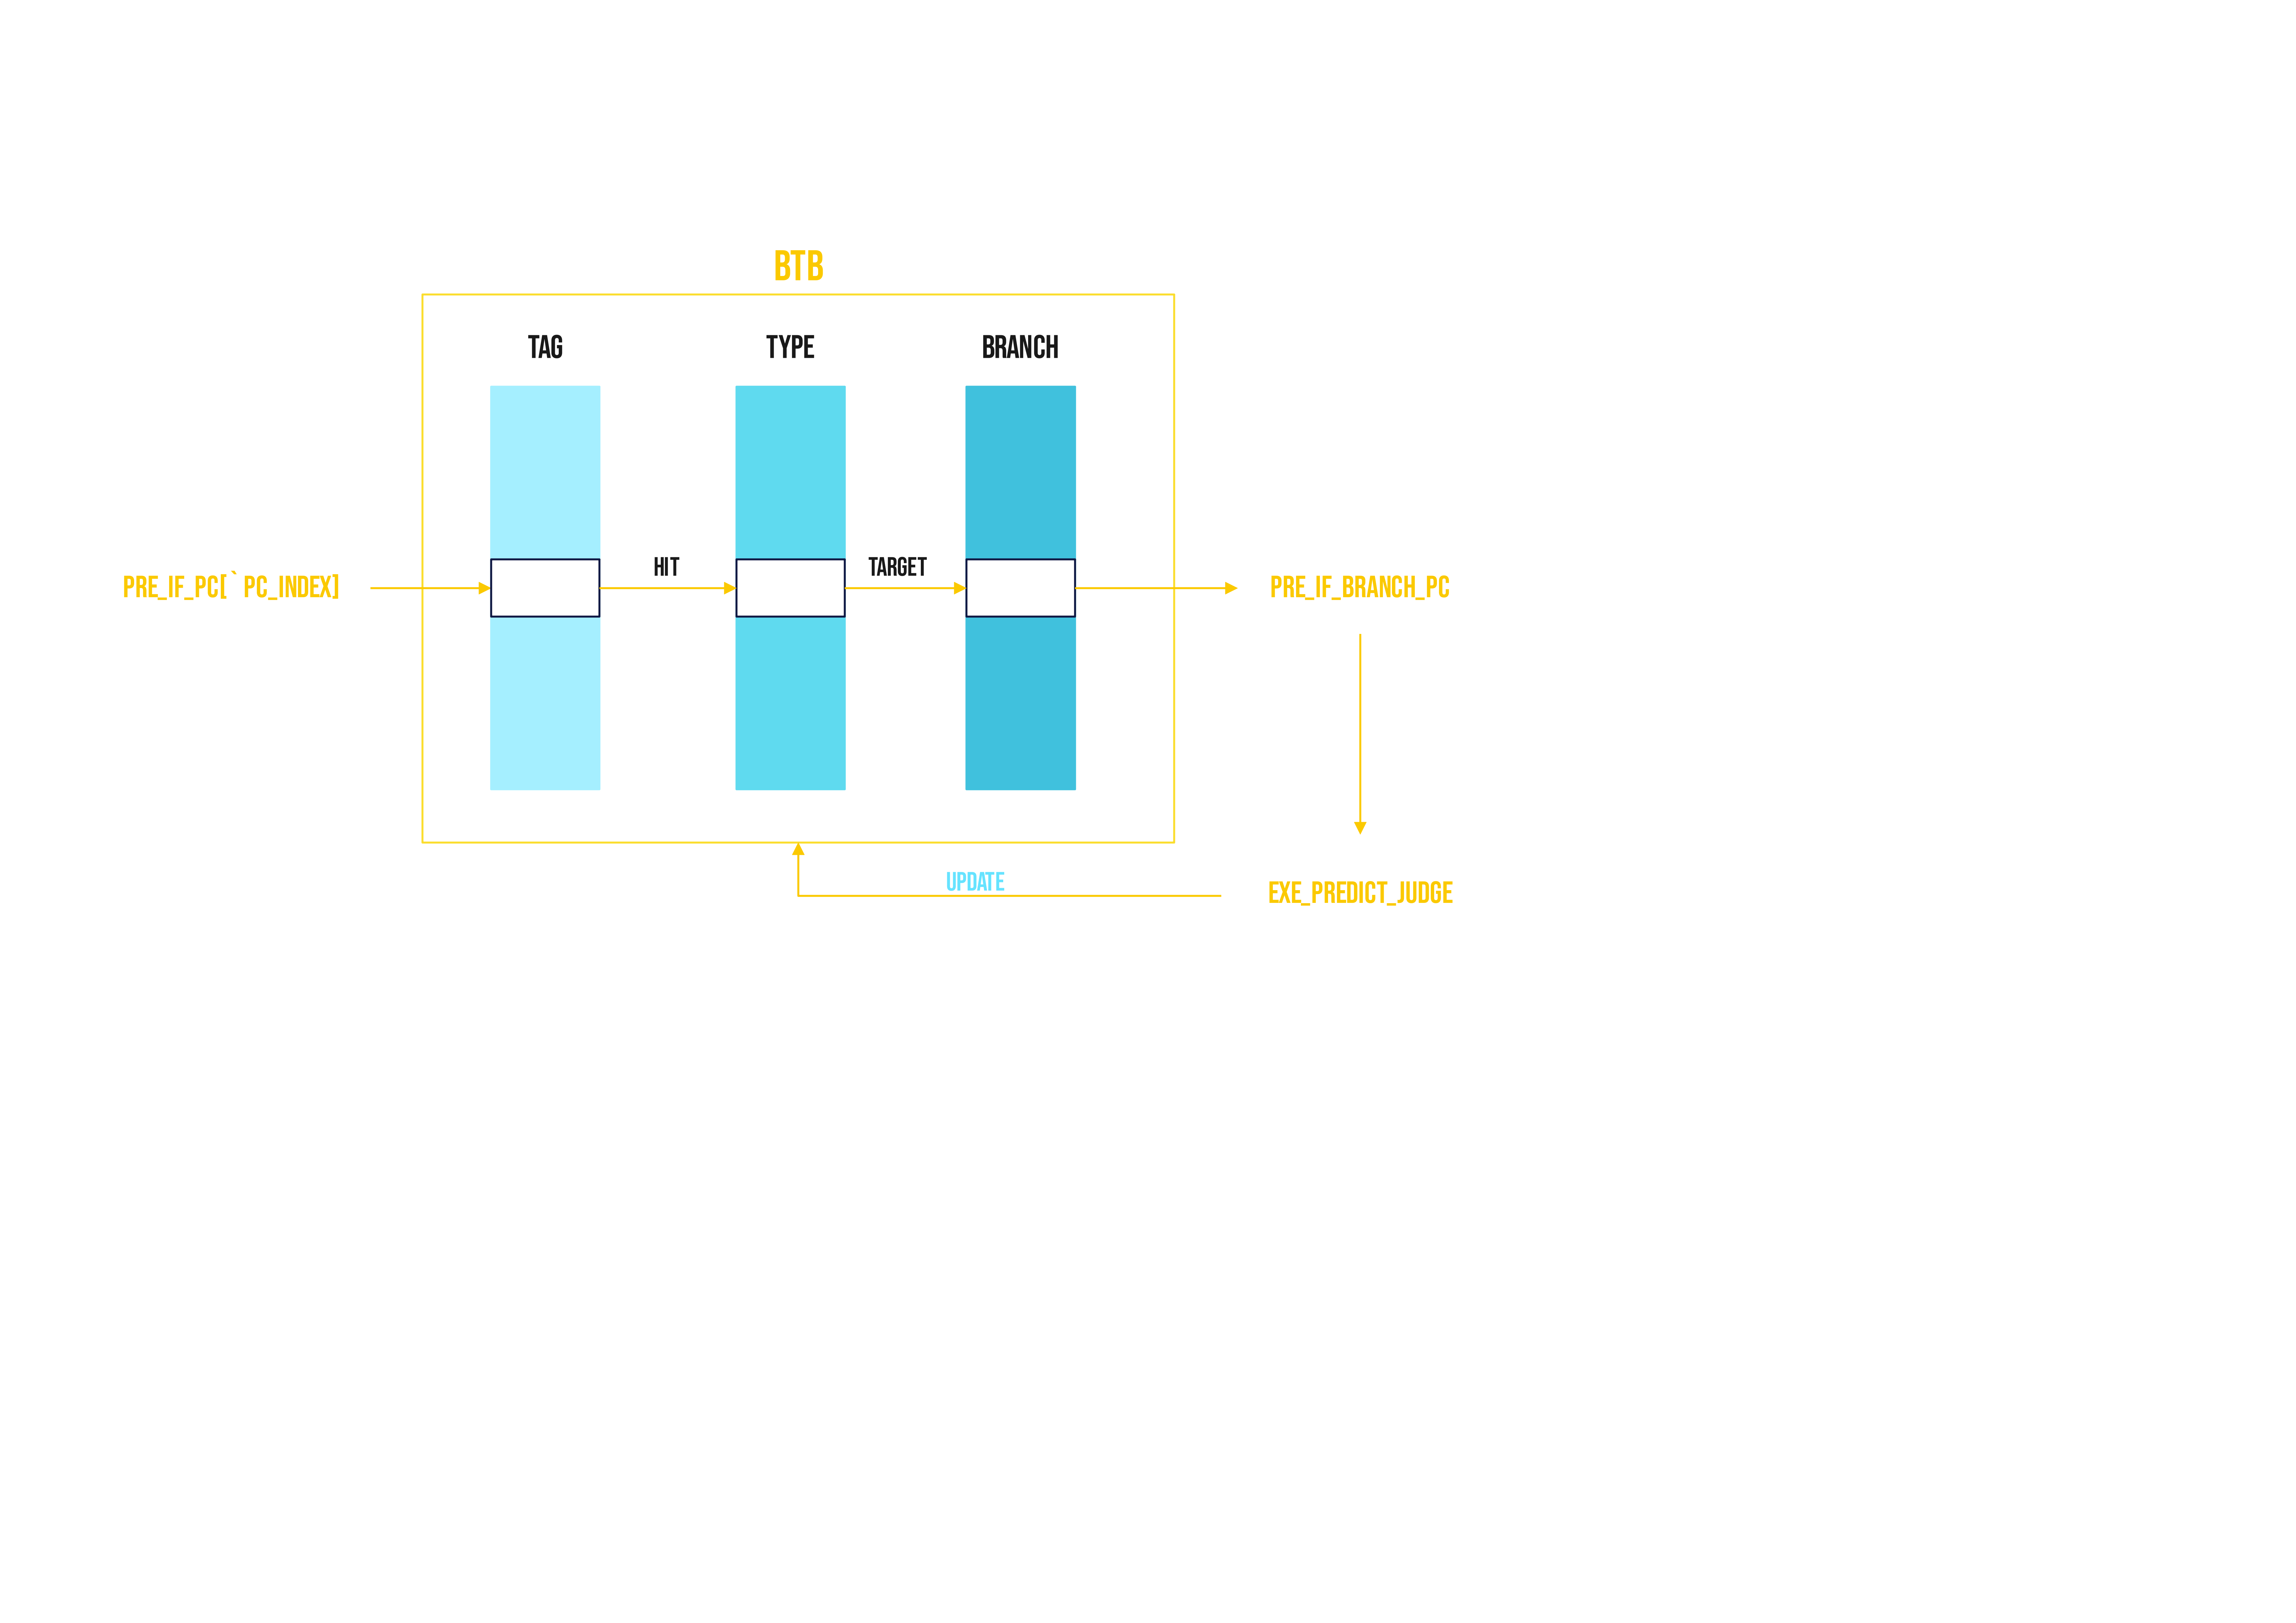 BTB
TAG
TYPE
BRANCH
HIT
TARGET
PRE_IF_PC[`PC_INDEX]
PRE_IF_BRANCH_PC
UPDATE
EXE_PREDICT_JUDGE